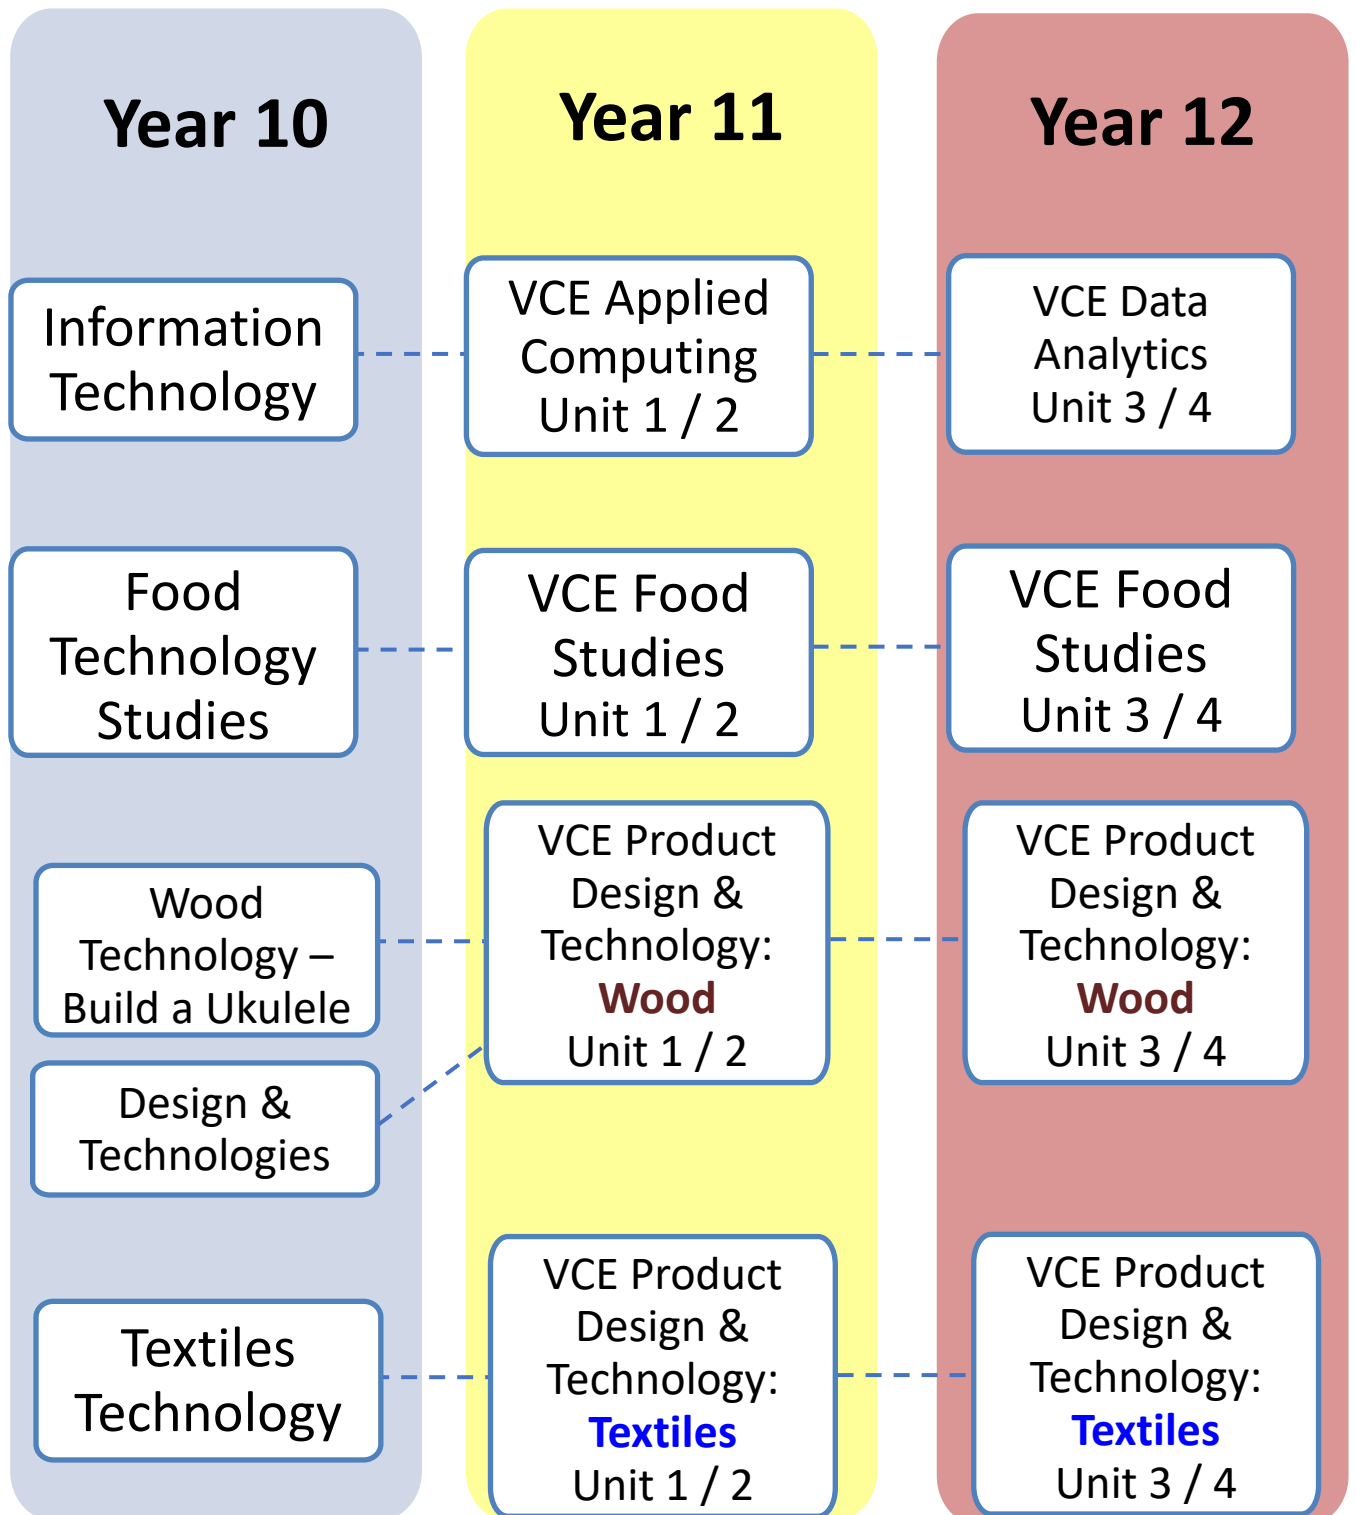 Year 10
Year 11
Year 12
Information
Technology
VCE Applied
Computing
Unit 1 / 2
VCE Data
Analytics
Unit 3 / 4
Food
Technology
Studies
VCE Food
Studies
Unit 1 / 2
VCE Food
Studies
Unit 3 / 4
Wood
Technology –
Build a Ukulele
Design &
Technologies
VCE Product
Design &
Technology:
Wood
Unit 1 / 2
VCE Product
Design &
Technology:
Wood
Unit 3 / 4
Textiles
Technology
VCE Product
Design &
Technology:
Textiles
Unit 1 / 2
VCE Product
Design &
Technology:
Textiles
Unit 3 / 4